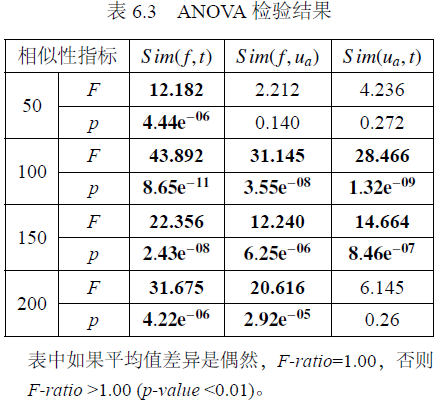 表 6.3 ANOVA 检验结果
相似性指标 Sim(f,t) Sim(f,uₐ) Sim(uₐ,t)
50 F 12.182 2.212 4.236
p 4.44e⁻⁰⁶ 0.140 0.272
100 F 43.892 31.145 28.466
p 8.65e⁻¹¹ 3.55e⁻⁰⁸ 1.32e⁻⁰⁹
150 F 22.356 12.240 14.664
p 2.43e⁻⁰⁸ 6.25e⁻⁰⁶ 8.46e⁻⁰⁷
200 F 31.675 20.616 6.145
p 4.22e⁻⁰⁶ 2.92e⁻⁰⁵ 0.26
表中如果平均值差异是偶然，F-ratio=1.00，否则
F-ratio >1.00 (p-value <0.01)。